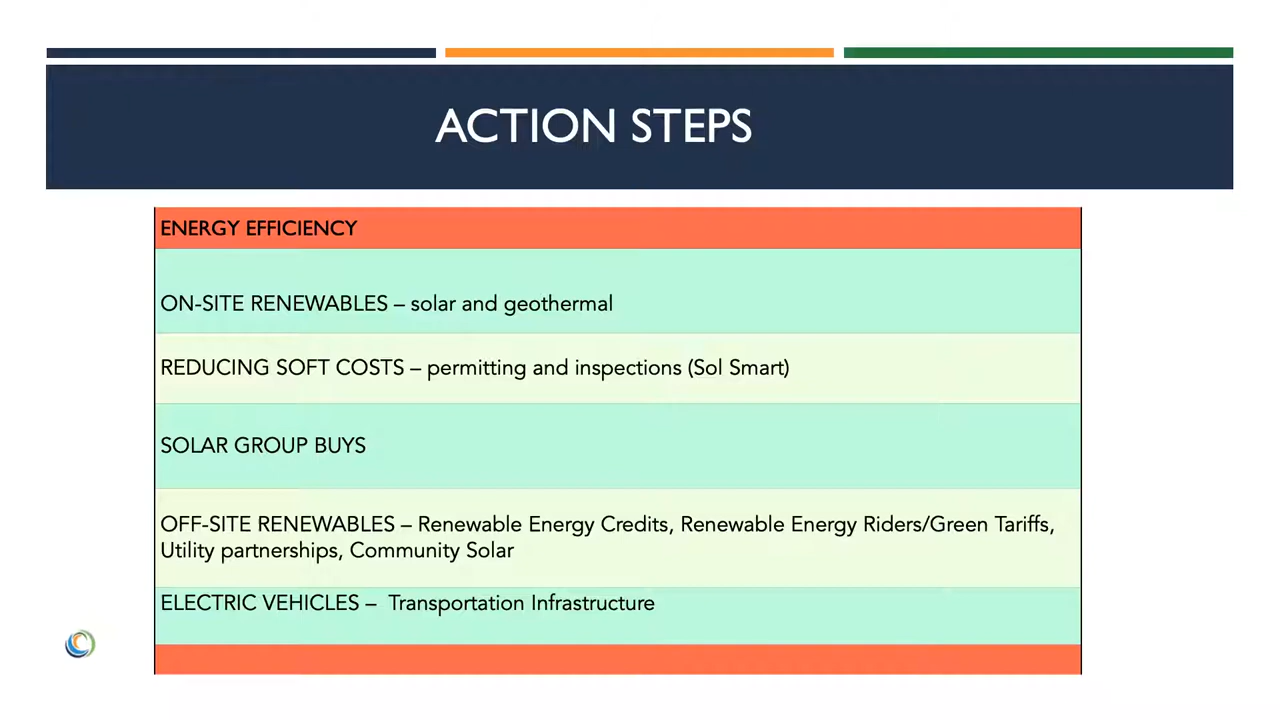 ACTION STEPS
ENERGY EFFICIENCY
ON-SITE RENEWABLES – solar and geothermal
REDUCING SOFT COSTS – permitting and inspections (Sol Smart)
SOLAR GROUP BUYS
OFF-SITE RENEWABLES – Renewable Energy Credits, Renewable Energy Riders/Green Tariffs,
Utility partnerships, Community Solar
ELECTRIC VEHICLES –  Transportation Infrastructure